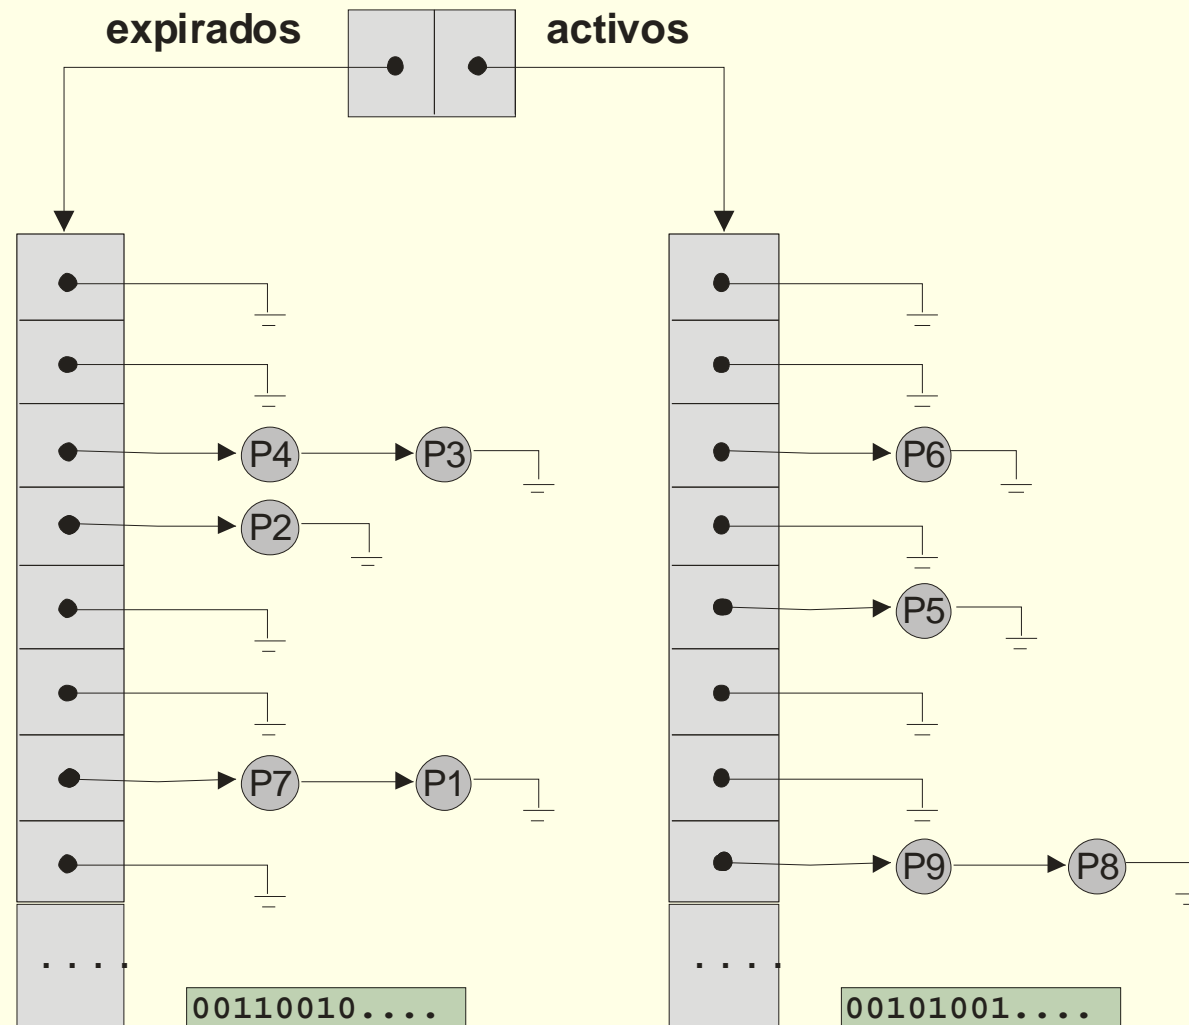 expirados activos
P4 P3 P6
P2
P5
P7 P1
P9 P8
. . . . . . . .
00110010.... 00101001....